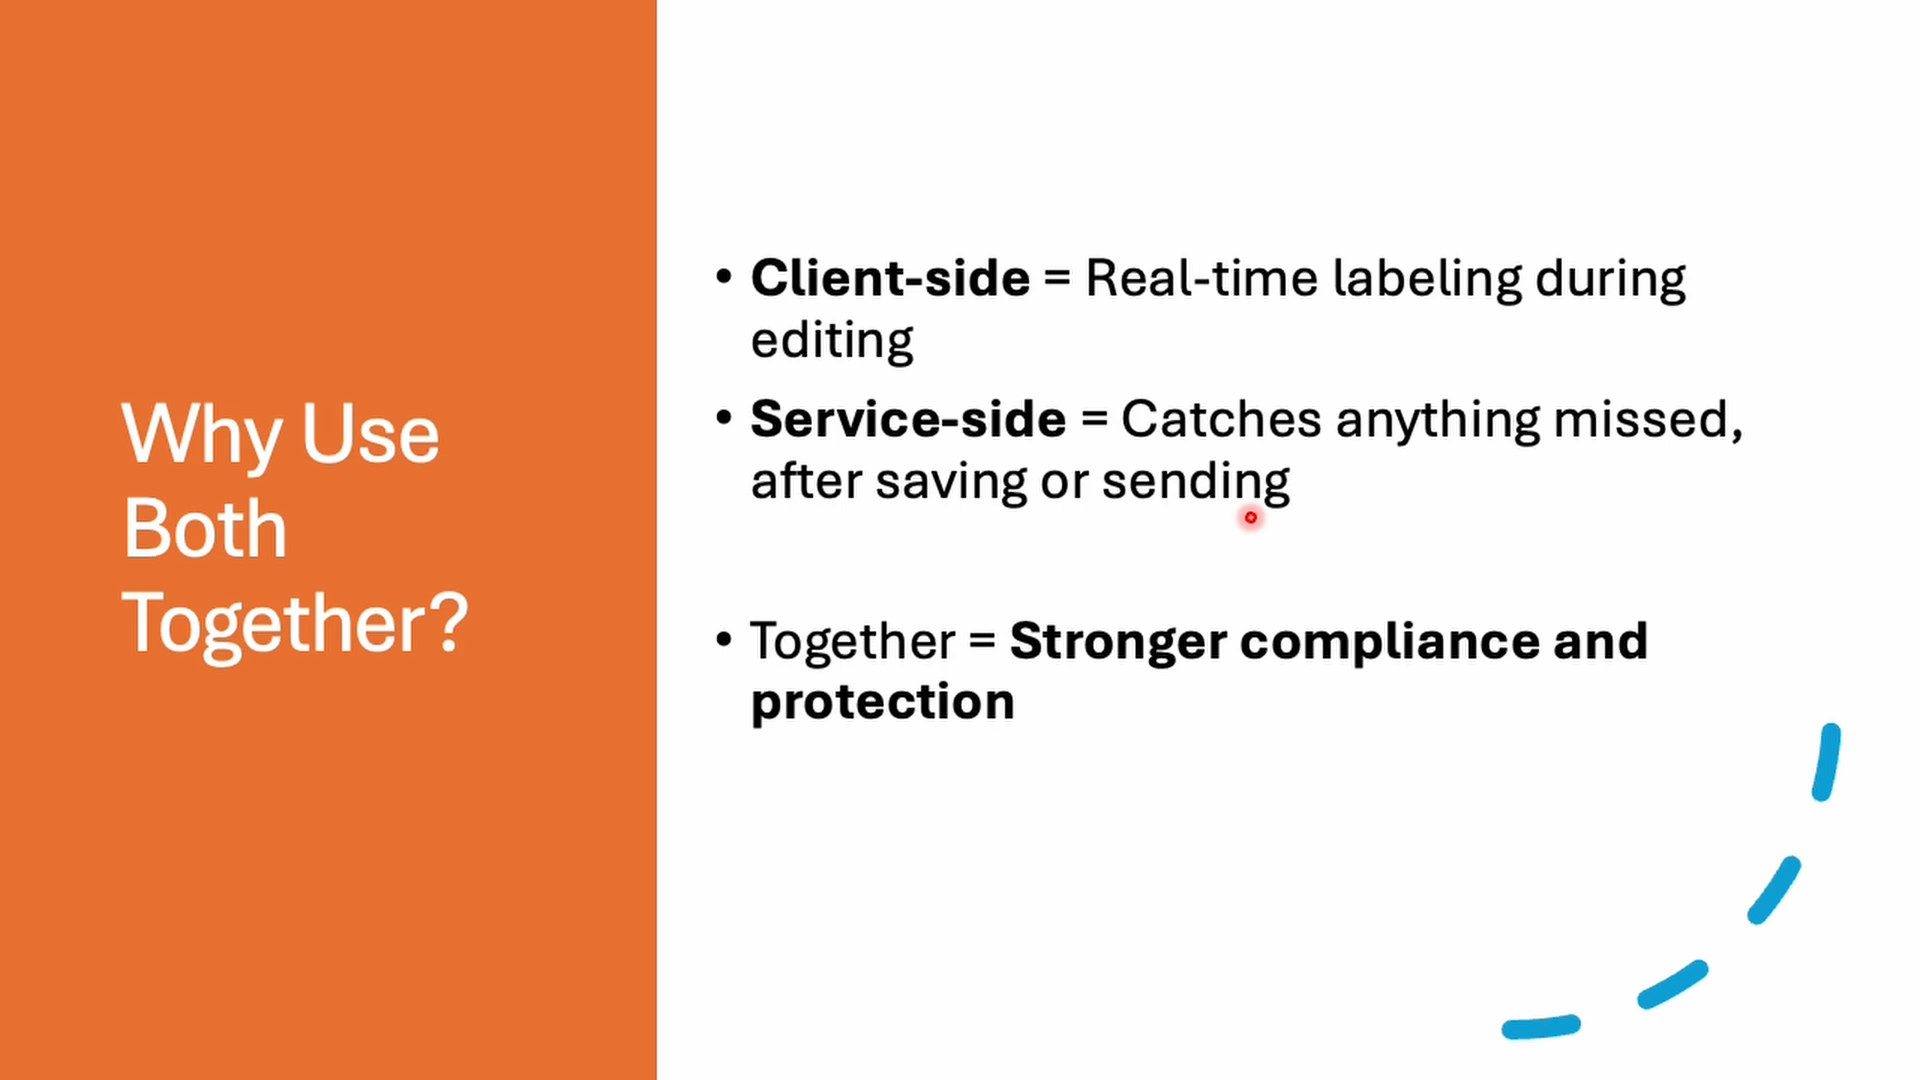 Why Use
Both
Together?
• Client-side = Real-time labeling during
editing
• Service-side = Catches anything missed,
after saving or sending
• Together = Stronger compliance and
protection